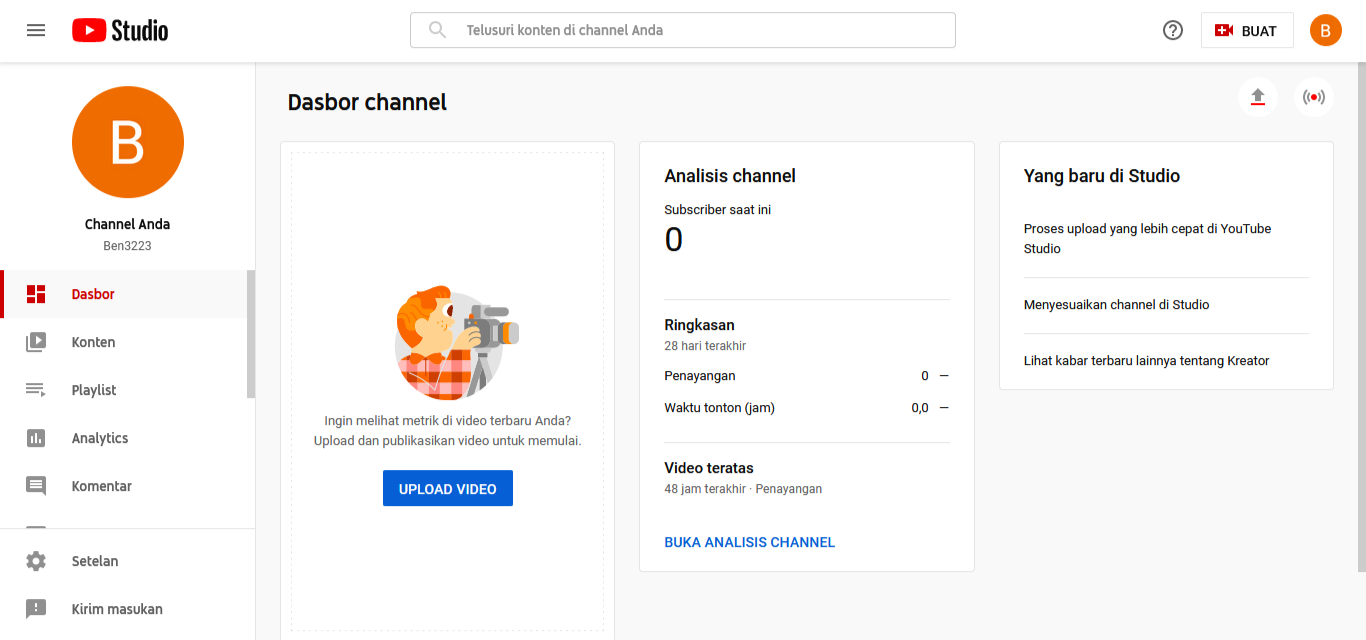 Studio
Telusuri konten di channel Anda
BUAT
B
B
Channel Anda
Ben3223
Dasbor
Konten
Playlist
Analytics
Komentar
Setelan
Kirim masukan
Dasbor channel
Ingin melihat metrik di video terbaru Anda?
Upload dan publikasikan video untuk memulai.
UPLOAD VIDEO
Analisis channel
Subscriber saat ini
0
Ringkasan
28 hari terakhir
Penayangan 0 —
Waktu tonton (jam) 0,0 —
Video teratas
48 jam terakhir · Penayangan
BUKA ANALISIS CHANNEL
Yang baru di Studio
Proses upload yang lebih cepat di YouTube
Studio
Menyesuaikan channel di Studio
Lihat kabar terbaru lainnya tentang Kreator